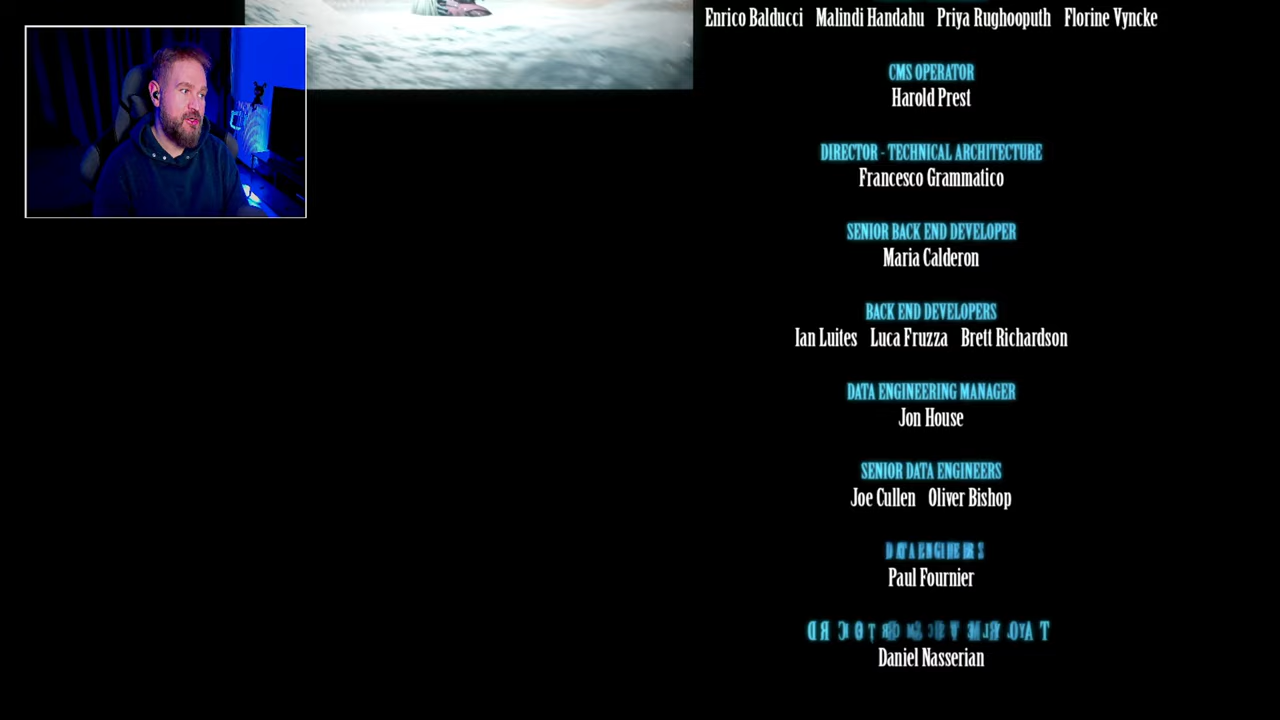 Enrico Balducci Malindi Handahu Priya Rughooputh Florine Vyncke
CMS OPERATOR
Harold Prest
DIRECTOR - TECHNICAL ARCHITECTURE
Francesco Grammatico
SENIOR BACK END DEVELOPER
Maria Calderon
BACK END DEVELOPERS
Ian Luites Luca Fruzza Brett Richardson
DATA ENGINEERING MANAGER
Jon House
SENIOR DATA ENGINEERS
Joe Cullen Oliver Bishop
DATA ENGINEERS
Paul Fournier
Daniel Nasserian